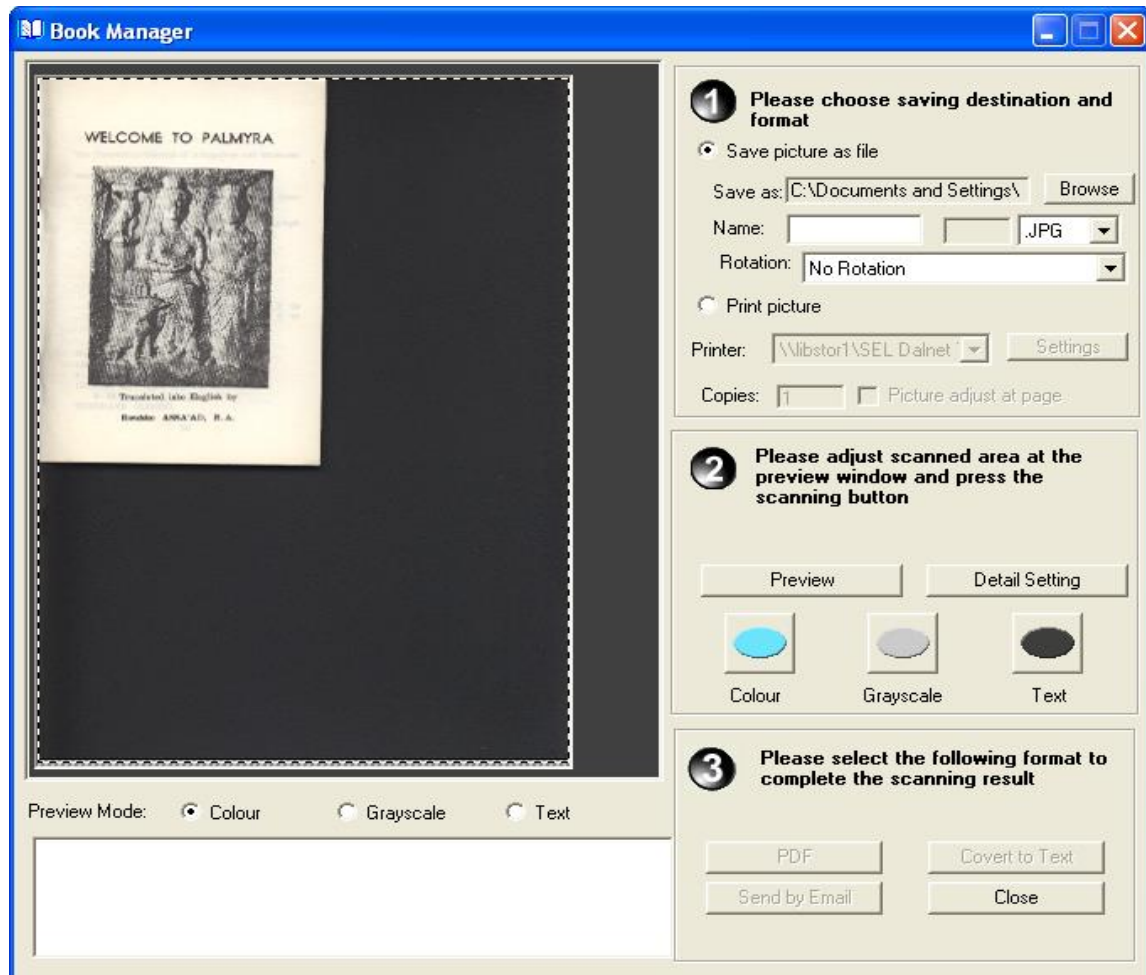 Book Manager
WELCOME TO PALMYRA
Translated into English by
ASSA'AD, B. A.
Preview Mode:
Colour
Grayscale
Text
1
Please choose saving destination and
format
Save picture as file
Save as: C:\Documents and Settings\ Browse
Name: .JPG
Rotation: No Rotation
Print picture
Printer: \\libstor1\SEL Dalnet Settings
Copies: 1 Picture adjust at page
2
Please adjust scanned area at the
preview window and press the
scanning button
Preview Detail Setting
Colour Grayscale Text
3
Please select the following format to
complete the scanning result
PDF Covert to Text
Send by Email Close